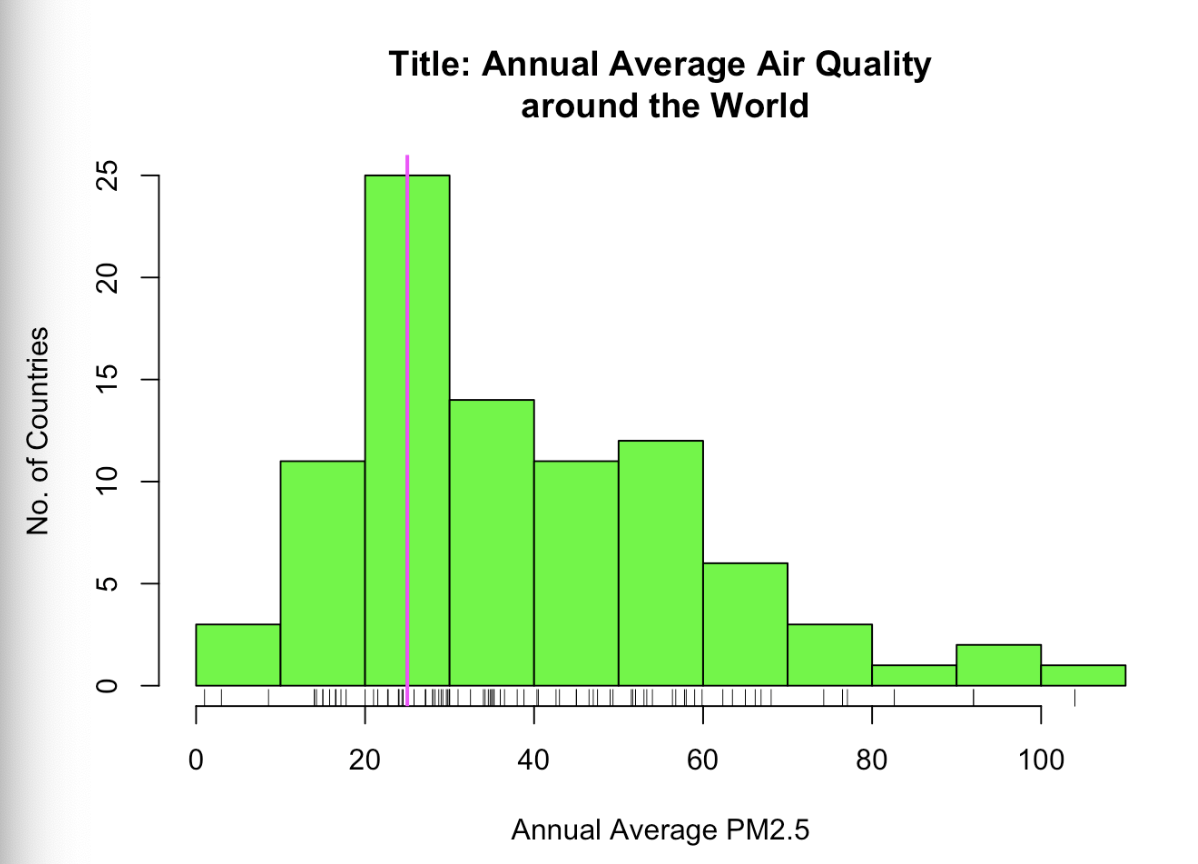 Title: Annual Average Air Quality
around the World
25
20
15
10
5
0
No. of Countries
0 20 40 60 80 100
Annual Average PM2.5